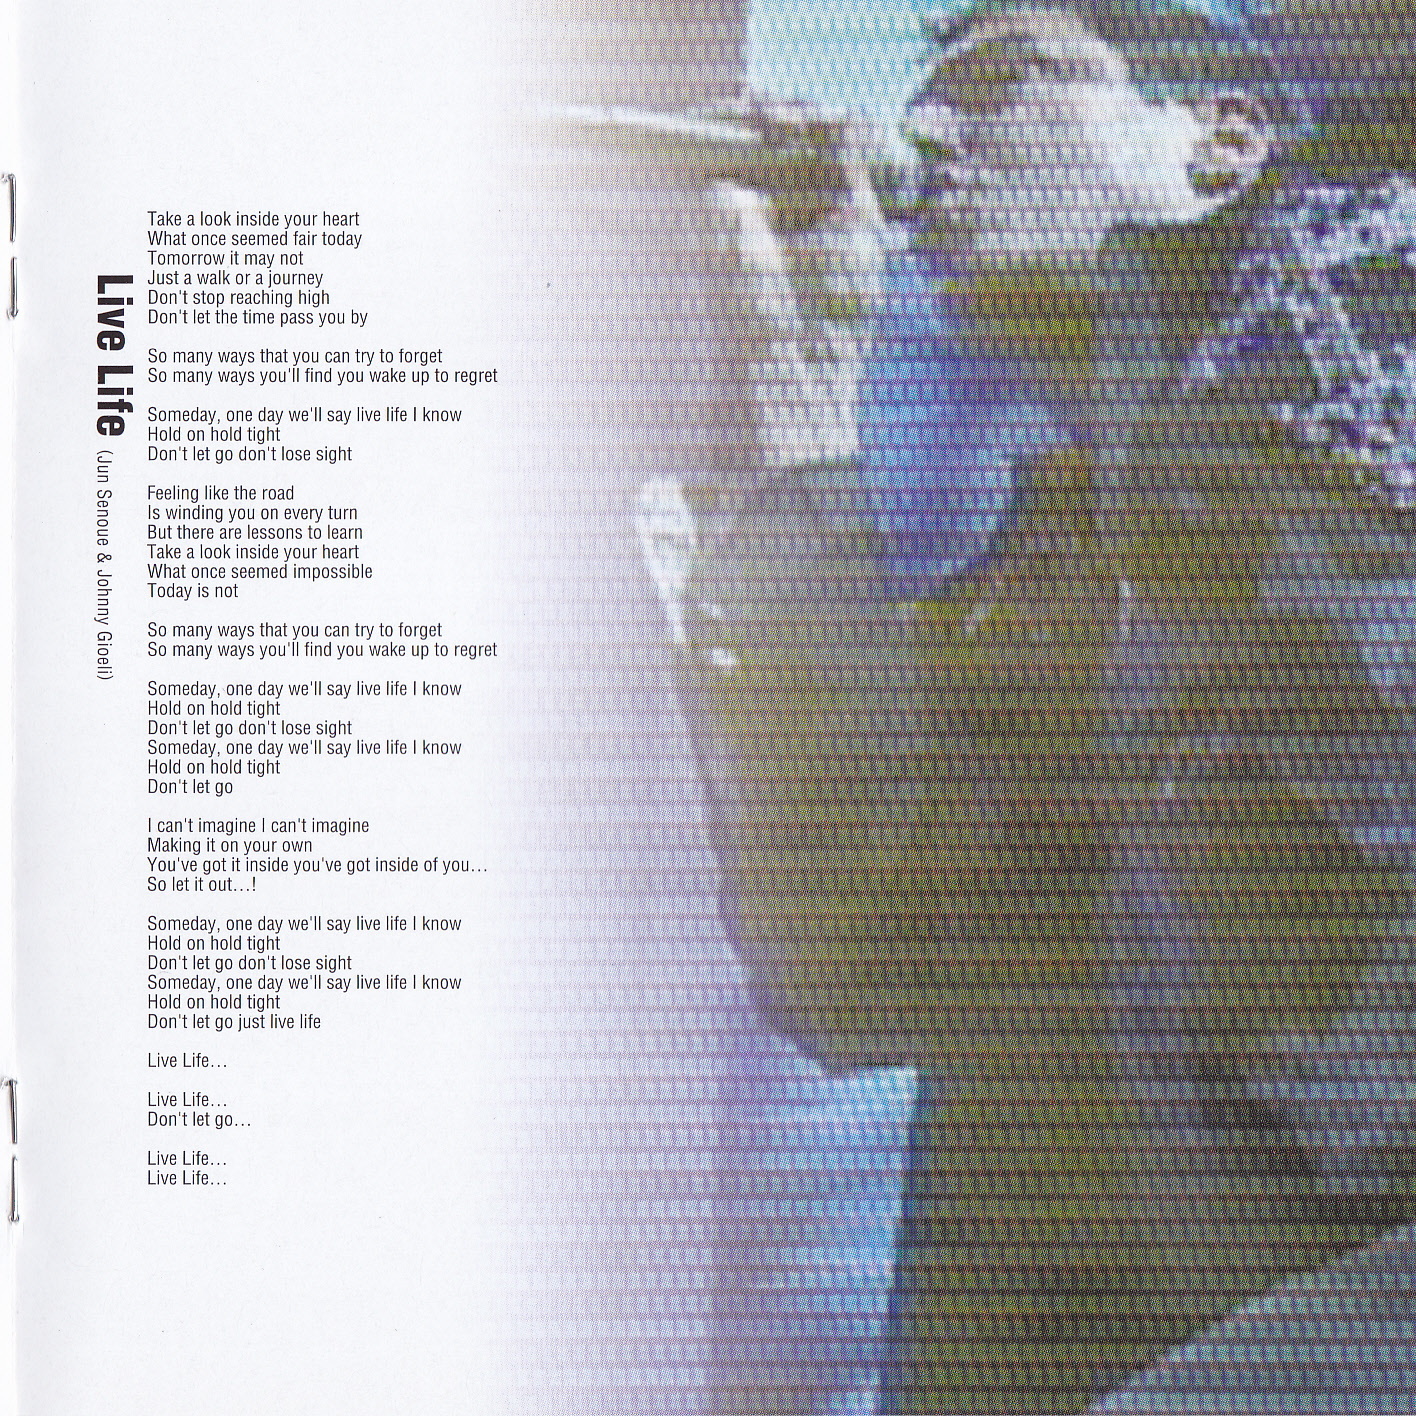 Live Life (Jun Senoue & Johnny Gioeli)
Take a look inside your heart
What once seemed fair today
Tomorrow it may not
Just a walk or a journey
Don't stop reaching high
Don't let the time pass you by

So many ways that you can try to forget
So many ways you'll find you wake up to regret

Someday, one day we'll say live life I know
Hold on hold tight
Don't let go don't lose sight

Feeling like the road
Is winding you on every turn
But there are lessons to learn
Take a look inside your heart
What once seemed impossible
Today is not

So many ways that you can try to forget
So many ways you'll find you wake up to regret

Someday, one day we'll say live life I know
Hold on hold tight
Don't let go don't lose sight
Someday, one day we'll say live life I know
Hold on hold tight
Don't let go

I can't imagine I can't imagine
Making it on your own
You've got it inside you've got inside of you...
So let it out...!

Someday, one day we'll say live life I know
Hold on hold tight
Don't let go don't lose sight
Someday, one day we'll say live life I know
Hold on hold tight
Don't let go just live life

Live Life...

Live Life...
Don't let go...

Live Life...
Live Life...